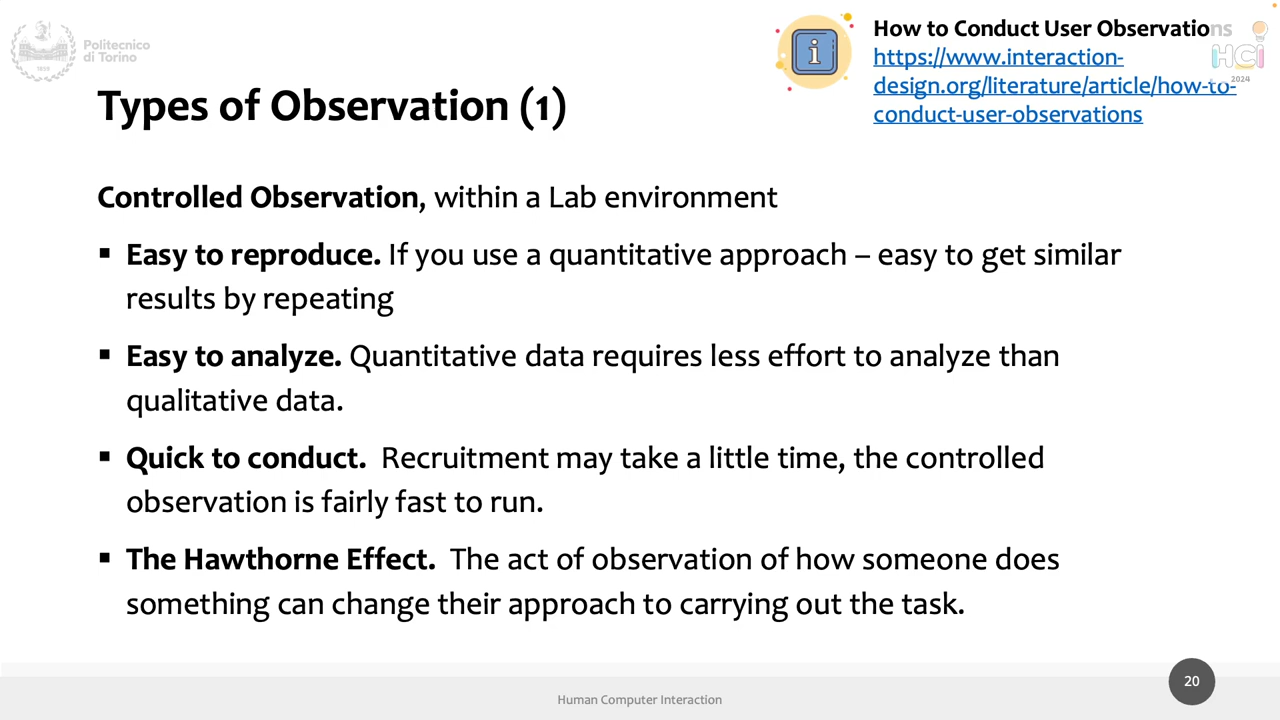 Politecnico
di Torino
1859
How to Conduct User Observations
https://www.interaction-
design.org/literature/article/how-to-
conduct-user-observations
HCI
2024
Types of Observation (1)
Controlled Observation, within a Lab environment
▪ Easy to reproduce. If you use a quantitative approach – easy to get similar
results by repeating
▪ Easy to analyze. Quantitative data requires less effort to analyze than
qualitative data.
▪ Quick to conduct. Recruitment may take a little time, the controlled
observation is fairly fast to run.
▪ The Hawthorne Effect. The act of observation of how someone does
something can change their approach to carrying out the task.
20
Human Computer Interaction